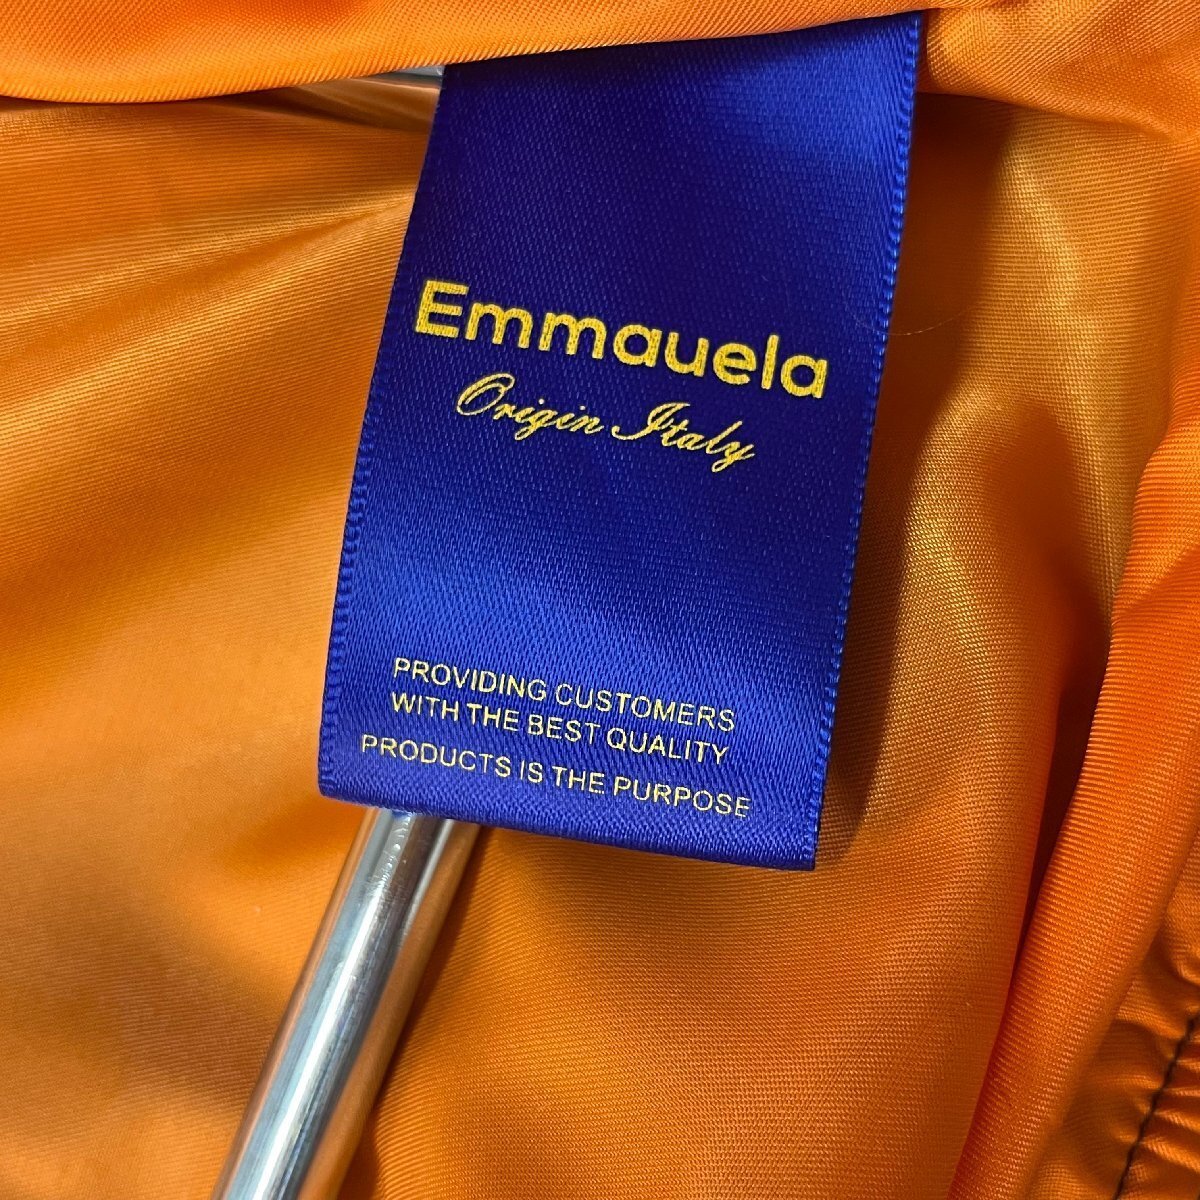 Emmauela
Origin Italy
PROVIDING CUSTOMERS
WITH THE BEST QUALITY
PRODUCTS IS THE PURPOSE